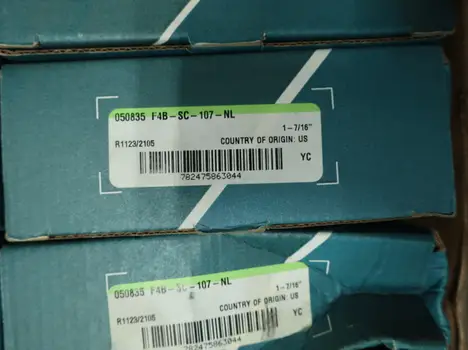 050835 F4B-SC-107-NL
1-7/16"
R1123/2105
COUNTRY OF ORIGIN: US
YC
782475863044
050835 F4B-SC-107-NL
1-7/16"
R1123/2105
COUNTRY OF ORIGIN: US
YC
782475863044